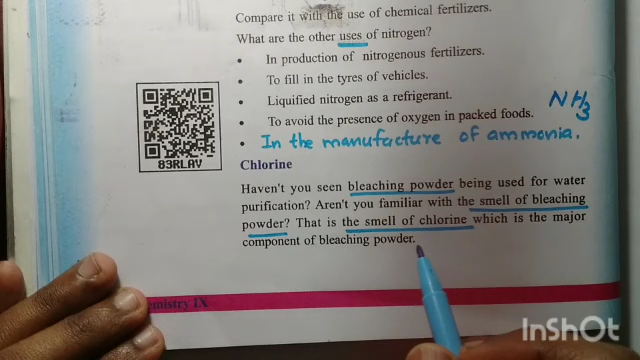 Compare it with the use of chemical fertilizers.
What are the other uses of nitrogen?
• In production of nitrogenous fertilizers.
• To fill in the tyres of vehicles.
• Liquified nitrogen as a refrigerant.
• To avoid the presence of oxygen in packed foods. NH3
• In the manufacture of ammonia.
83RLAV
Chlorine
Haven't you seen bleaching powder being used for water
purification? Aren't you familiar with the smell of bleaching
powder? That is the smell of chlorine which is the major
component of bleaching powder.
emistry IX
InShOt